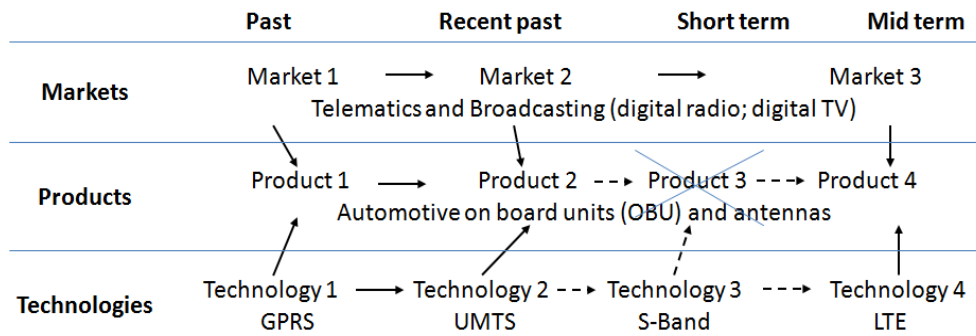 Past Recent past Short term Mid term
Markets
Market 1 Market 2 Market 3
Telematics and Broadcasting (digital radio; digital TV)
Products
Product 1 Product 2 Product 3 Product 4
Automotive on board units (OBU) and antennas
Technologies
Technology 1 Technology 2 Technology 3 Technology 4
GPRS UMTS S-Band LTE